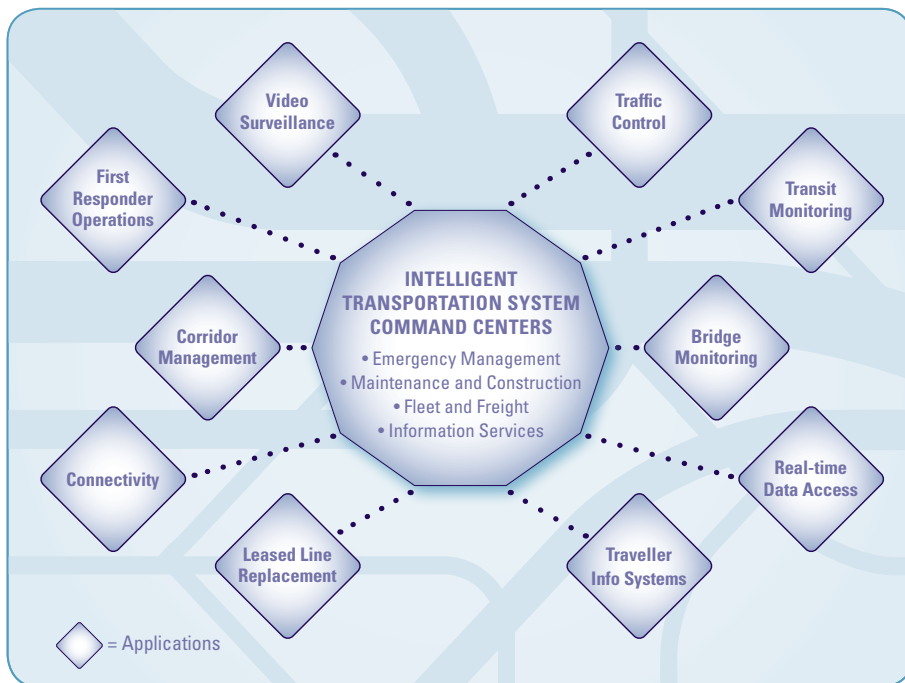 Video
Surveillance
Traffic
Control
First
Responder
Operations
Transit
Monitoring
INTELLIGENT
TRANSPORTATION SYSTEM
COMMAND CENTERS
• Emergency Management
• Maintenance and Construction
• Fleet and Freight
• Information Services
Corridor
Management
Bridge
Monitoring
Connectivity
Real-time
Data Access
Leased Line
Replacement
Traveller
Info Systems
= Applications